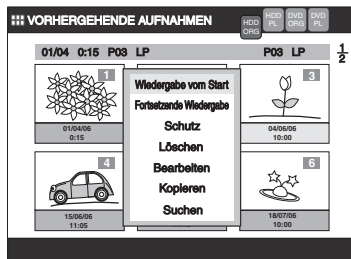 VORHERGEHENDE AUFNAHMEN
HDD ORG
HDD PL
DVD ORG
DVD PL
01/04 0:15 P03 LP P03 LP
1
2
1
3
Wiedergabe vom Start
Fortsetzende Wiedergabe
Schutz
Löschen
Bearbeiten
Kopieren
Suchen
01/04/06
0:15
04/06/06
10:00
4
6
15/06/06
11:05
18/07/06
10:00